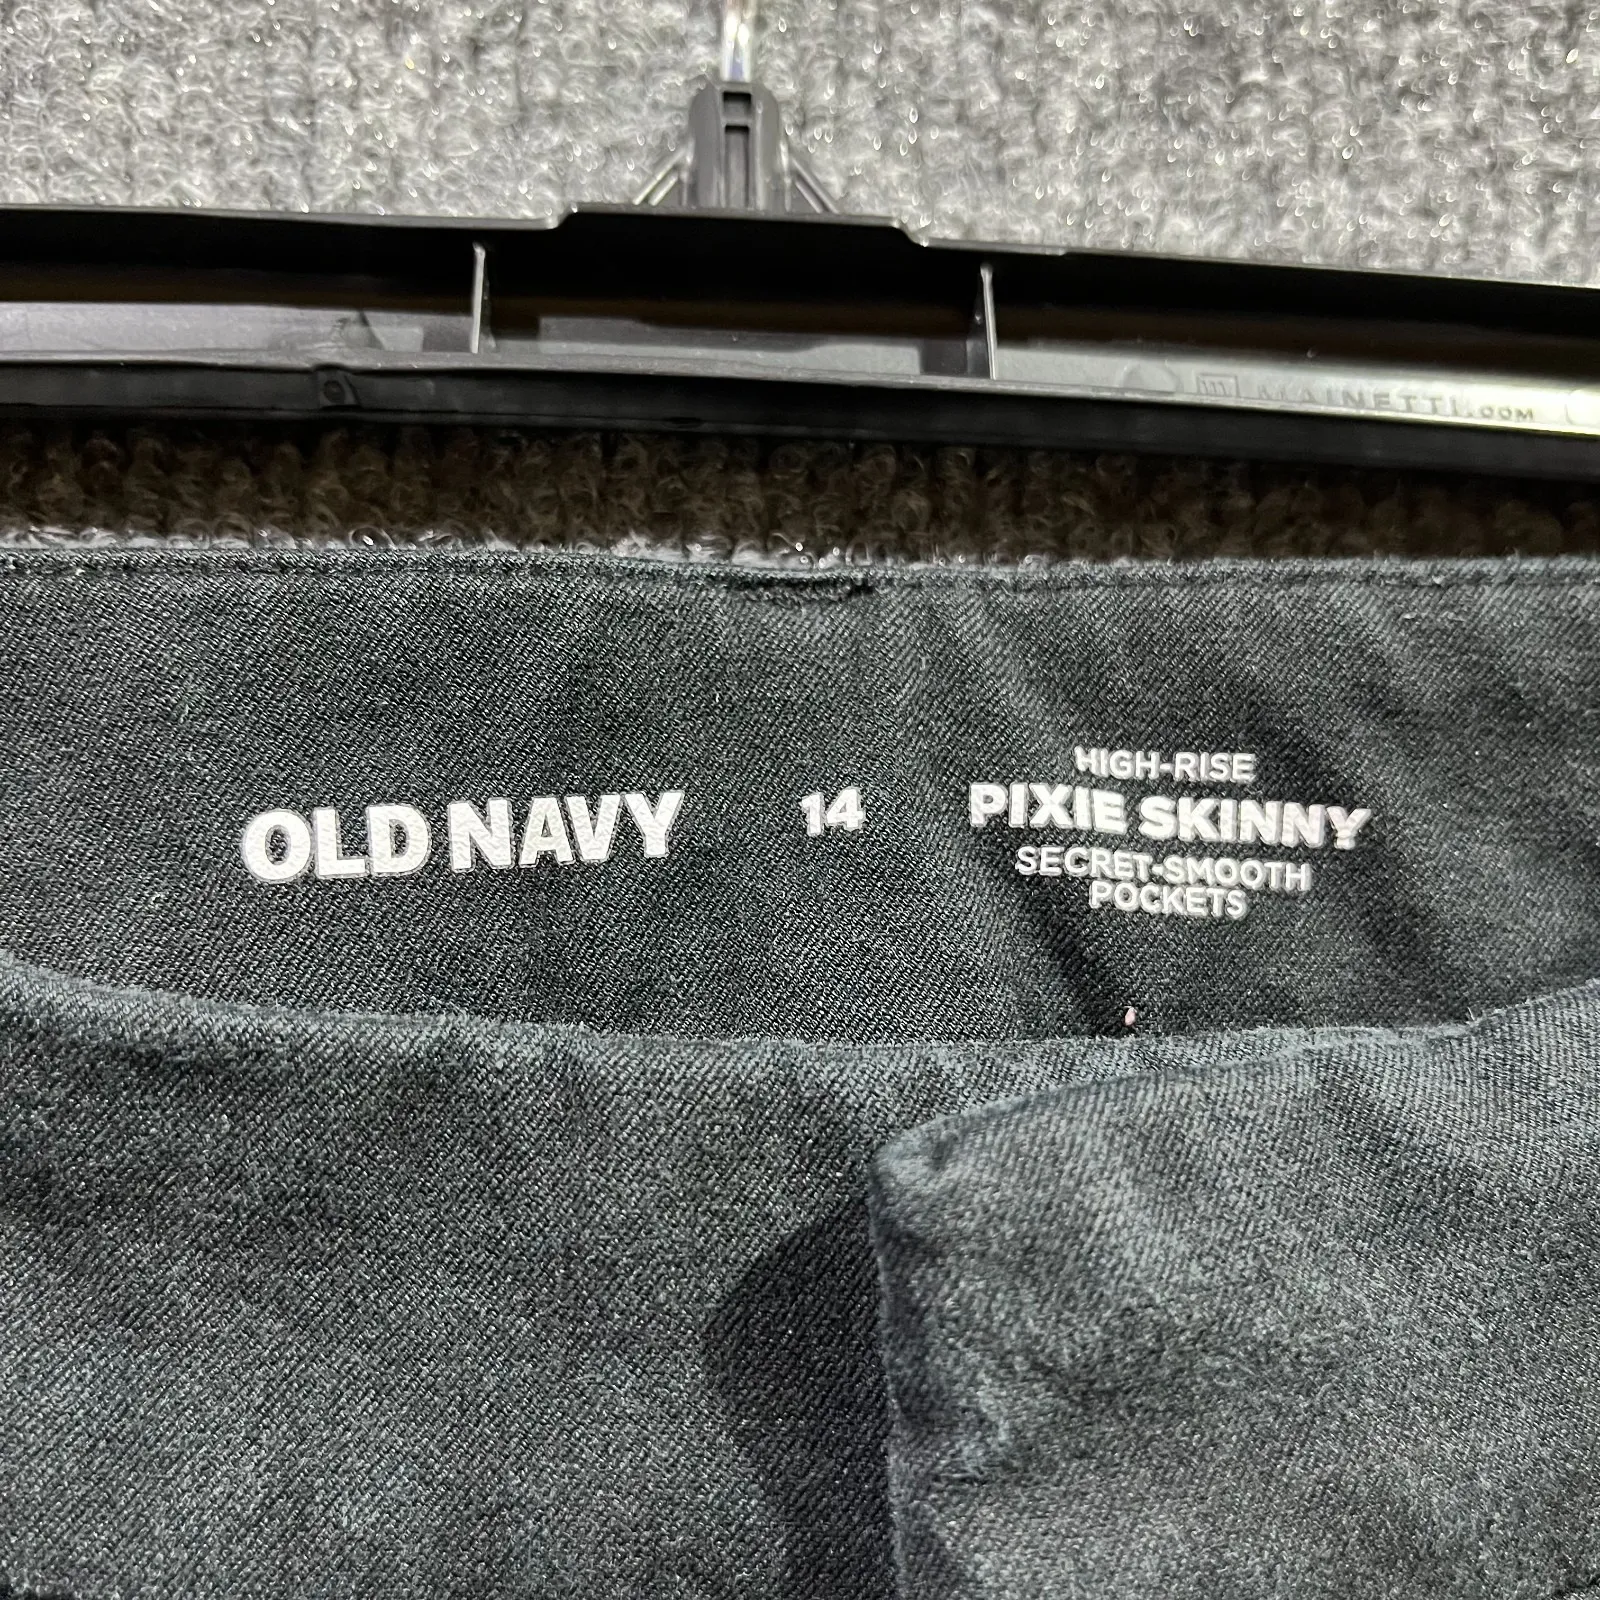 MAINETTI.COM
OLD NAVY
14
HIGH-RISE
PIXIE SKINNY
SECRET-SMOOTH
POCKETS